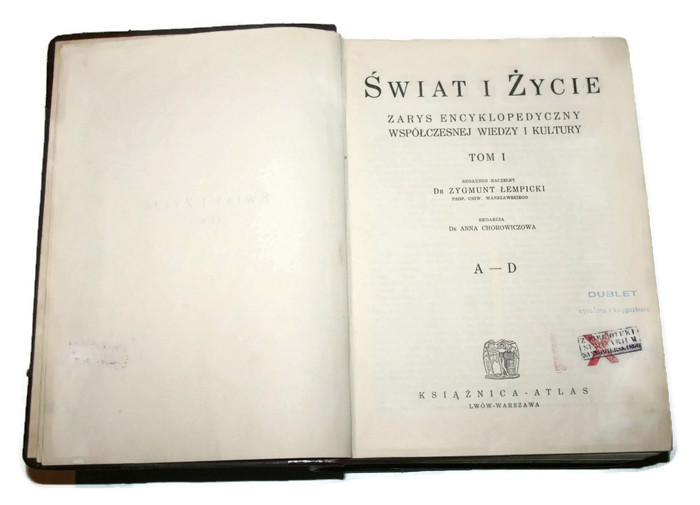 ŚWIAT I ŻYCIE
ZARYS ENCYKLOPEDYCZNY
WSPÓŁCZESNEJ WIEDZY I KULTURY
TOM I
REDAKTOR NACZELNY
DR ZYGMUNT ŁEMPICKI
PROF. UNIW. WARSZAWSKIEGO
REDAKCJA
DR ANNA CHOROWICZOWA
A — D
DUBLET
Z BIBLIOTEKI
KSIĄŻNICA-ATLAS
LWÓW-WARSZAWA